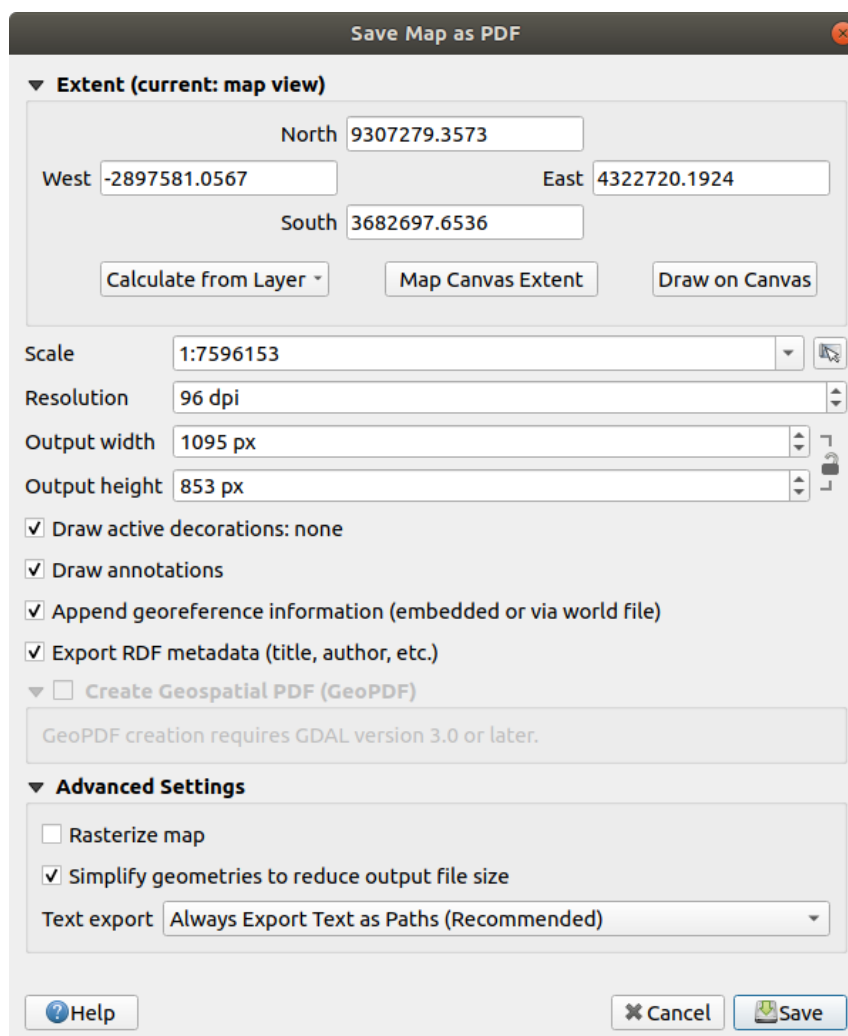 Save Map as PDF
Extent (current: map view)
North 9307279.3573
West -2897581.0567 East 4322720.1924
South 3682697.6536
Calculate from Layer Map Canvas Extent Draw on Canvas
Scale 1:7596153
Resolution 96 dpi
Output width 1095 px
Output height 853 px
Draw active decorations: none
Draw annotations
Append georeference information (embedded or via world file)
Export RDF metadata (title, author, etc.)
Create Geospatial PDF (GeoPDF)
GeoPDF creation requires GDAL version 3.0 or later.
Advanced Settings
Rasterize map
Simplify geometries to reduce output file size
Text export Always Export Text as Paths (Recommended)
Help Cancel Save